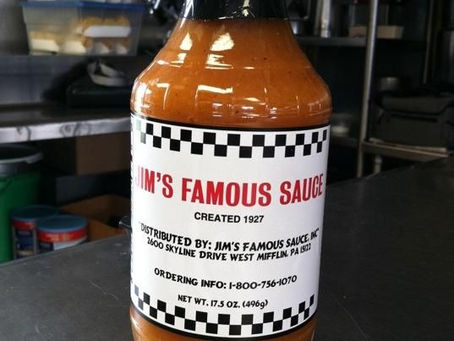 JIM'S FAMOUS SAUCE
CREATED 1927
"DISTRIBUTED BY: JIM'S FAMOUS SAUCE, INC"
2600 SKYLINE DRIVE WEST MIFFLIN, PA 15122
ORDERING INFO: 1-800-736-1070
NET WT. 17.5 OZ. (496g)